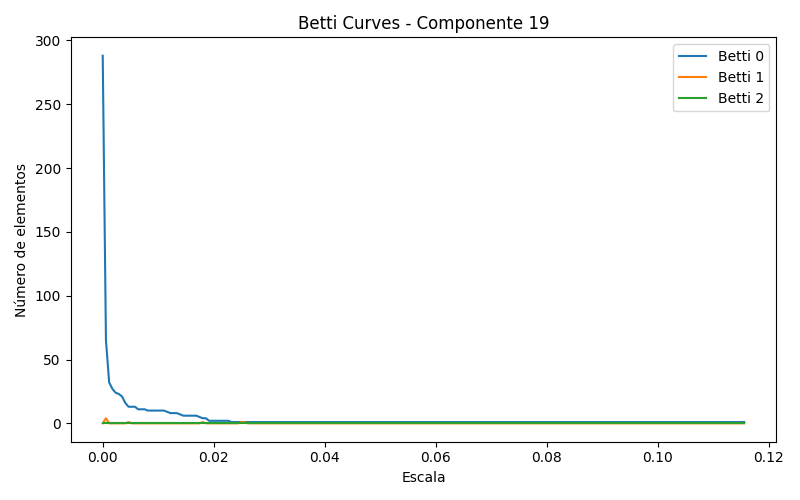 Betti Curves - Componente 19
Número de elementos
300
250
200
150
100
50
0
Betti 0
Betti 1
Betti 2
0.00 0.02 0.04 0.06 0.08 0.10 0.12
Escala